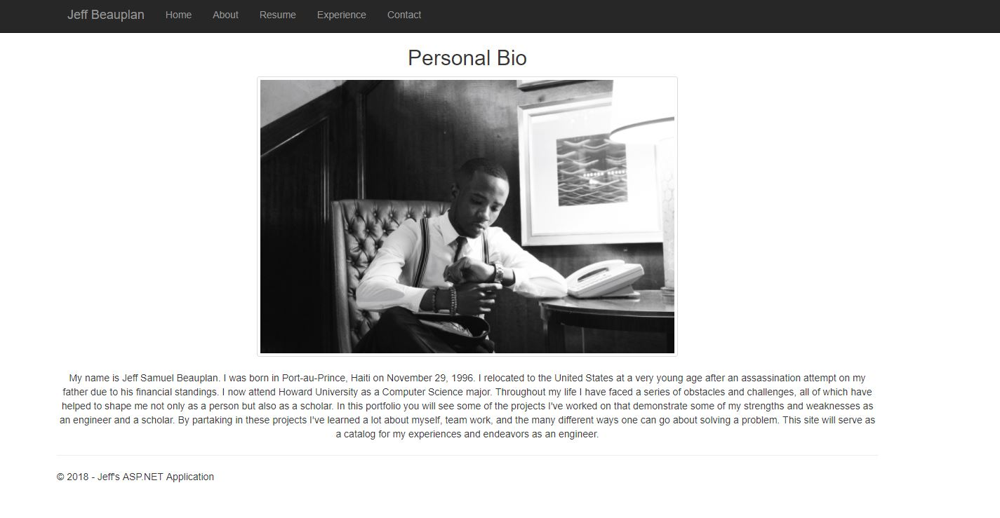 Jeff Beauplan Home About Resume Experience Contact
Personal Bio
My name is Jeff Samuel Beauplan. I was born in Port-au-Prince, Haiti on November 29, 1996. I relocated to the United States at a very young age after an assassination attempt on my
father due to his financial standings. I now attend Howard University as a Computer Science major. Throughout my life I have faced a series of obstacles and challenges, all of which have
helped to shape me not only as a person but also as a scholar. In this portfolio you will see some of the projects I've worked on that demonstrate some of my strengths and weaknesses as
an engineer and a scholar. By partaking in these projects I've learned a lot about myself, team work, and the many different ways one can go about solving a problem. This site will serve as
a catalog for my experiences and endeavors as an engineer.
© 2018 - Jeff's ASP.NET Application